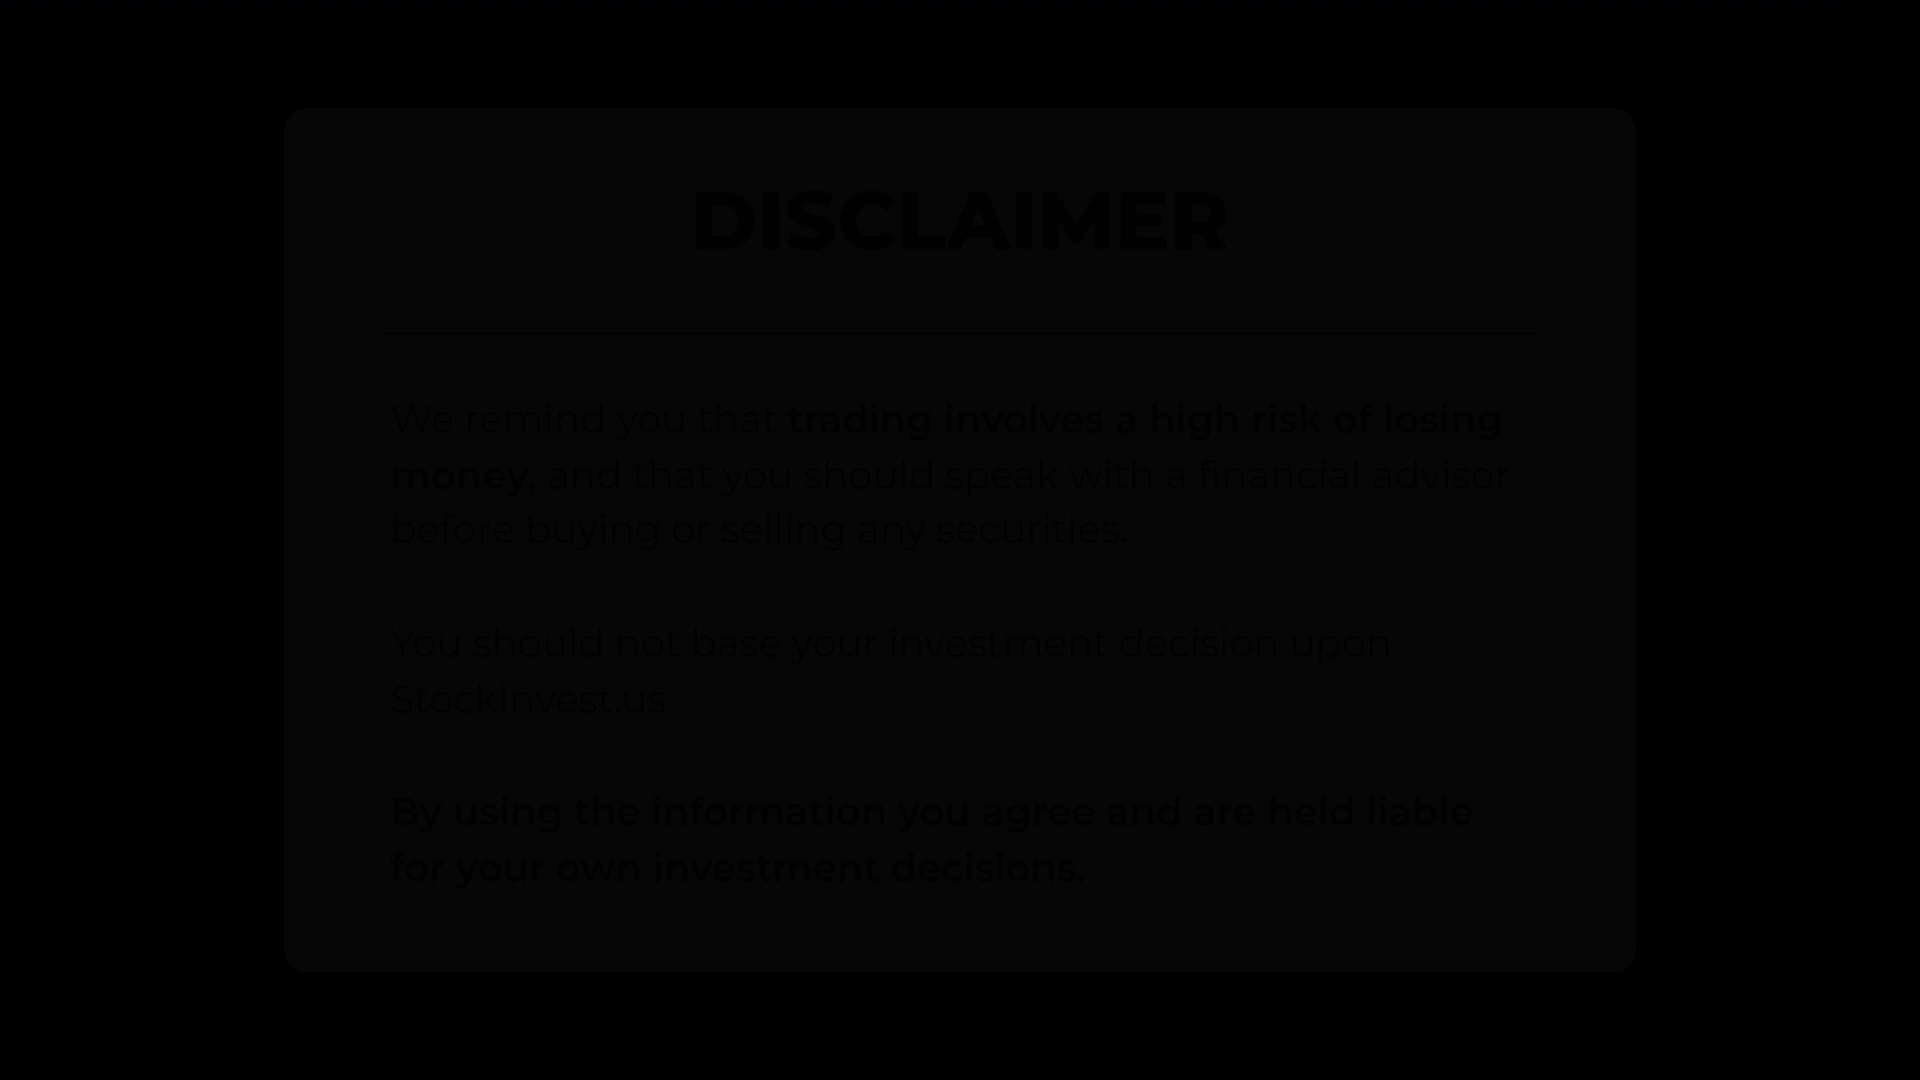 DISCLAIMER
We remind you that trading involves a high risk of losing
money, and that you should speak with a financial advisor
before buying or selling any securities.
You should not base your investment decision upon
StockInvest.us
By using the information you agree and are held liable
for your own investment decisions.